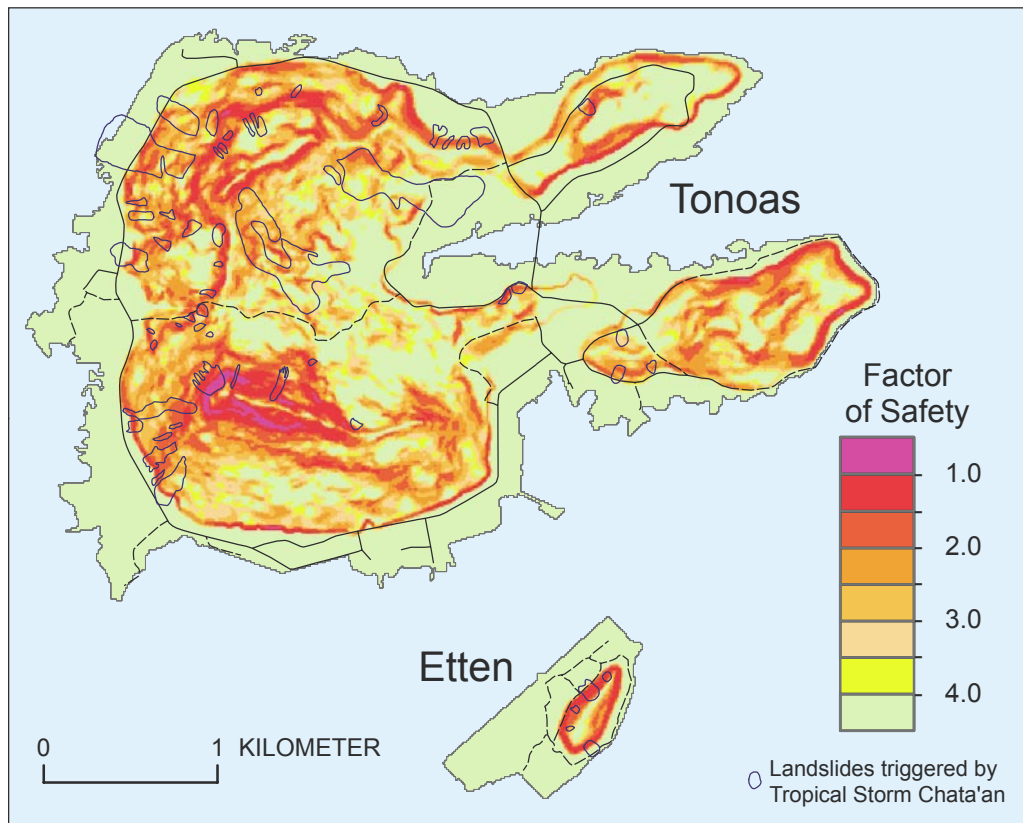 Tonoas
Factor
of Safety
1.0
2.0
3.0
4.0
Etten
0 1 KILOMETER
Landslides triggered by
Tropical Storm Chata'an